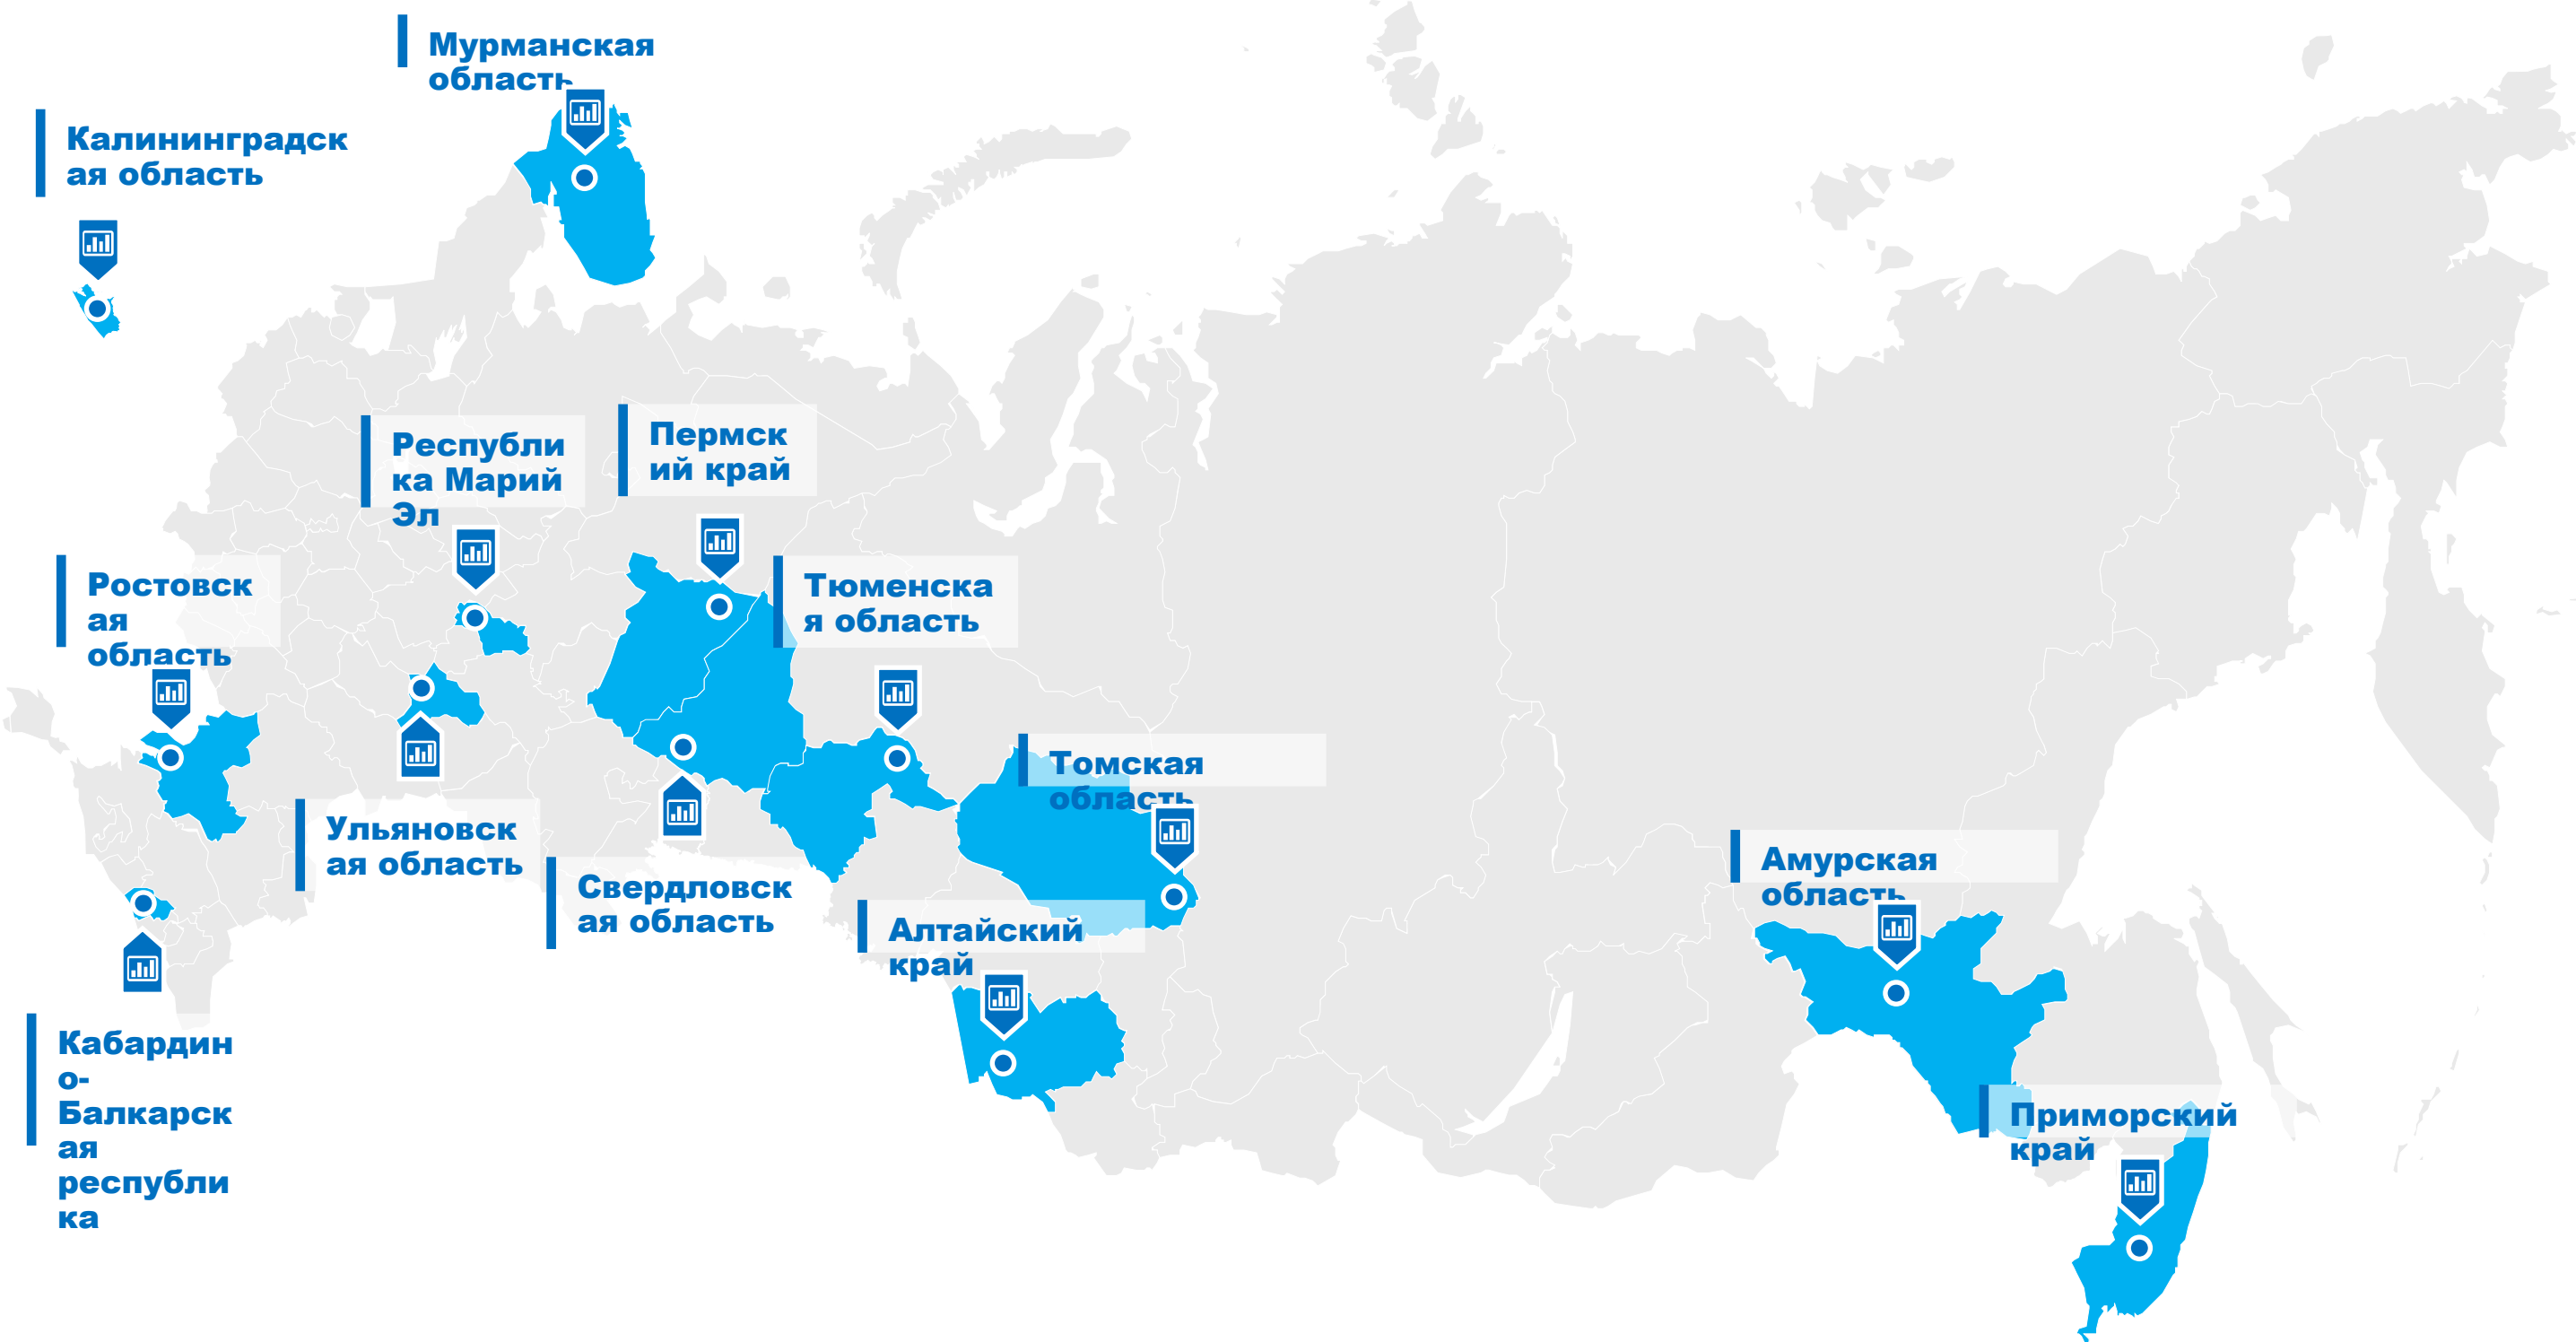 Мурманская
область
Калининградск
ая область
Республи
ка Марий
Эл
Пермск
ий край
Ростовск
ая
область
Тюменска
я область
Томская
область
Ульяновск
ая область
Свердловск
ая область
Алтайский
край
Амурская
область
Кабардин
о-
Балкарск
ая
республи
ка
Приморский
край